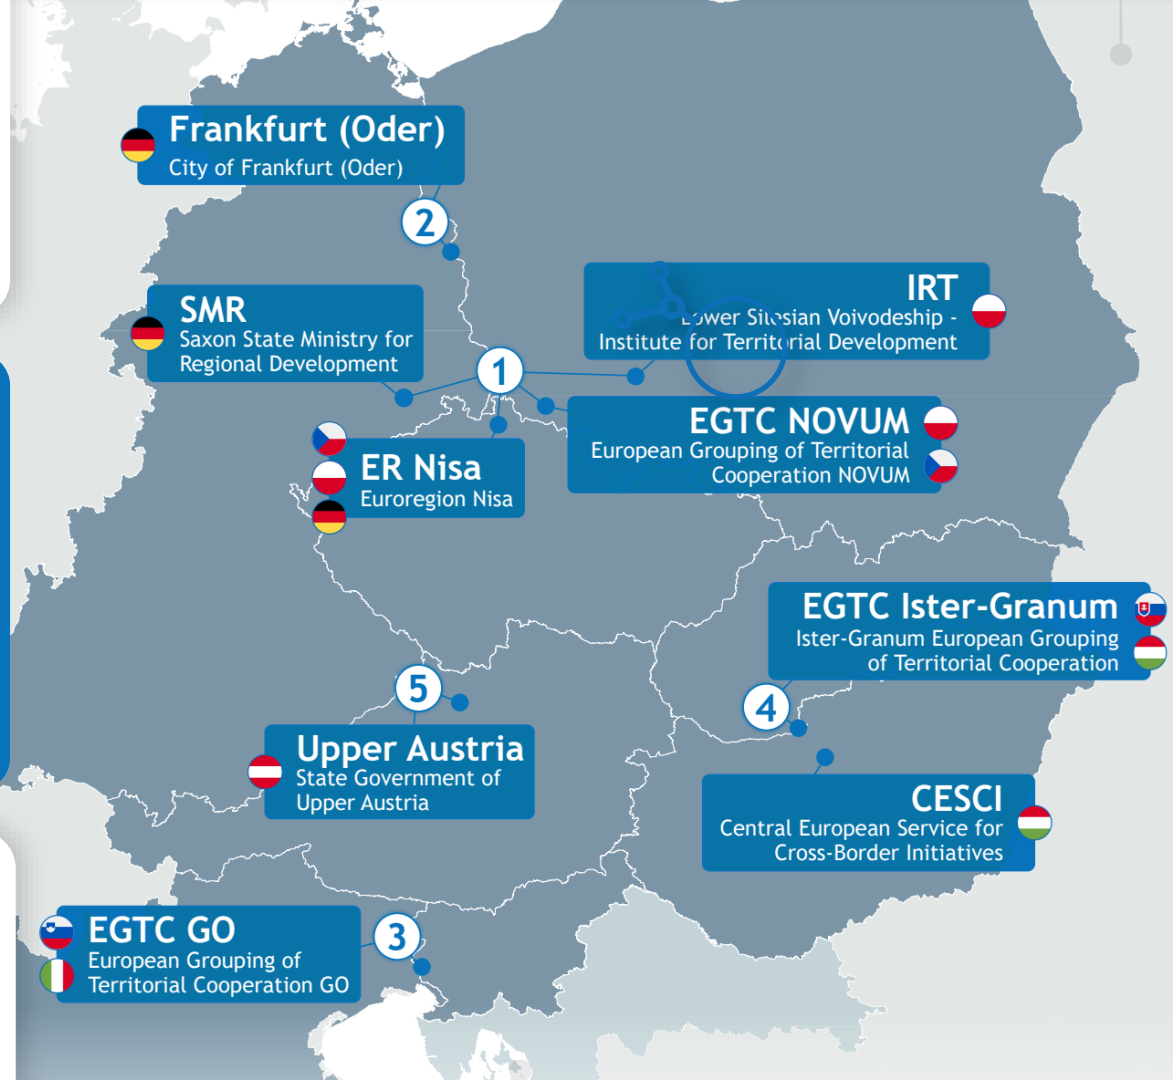 Frankfurt (Oder)
City of Frankfurt (Oder)
2
SMR
Saxon State Ministry for
Regional Development
IRT
Lower Silesian Voivodeship -
Institute for Territorial Development
1
EGTC NOVUM
European Grouping of Territorial
Cooperation NOVUM
ER Nisa
Euroregion Nisa
EGTC Ister-Granum
Ister-Granum European Grouping
of Territorial Cooperation
5
4
Upper Austria
State Government of
Upper Austria
CESCI
Central European Service for
Cross-Border Initiatives
EGTC GO
European Grouping of
Territorial Cooperation GO
3